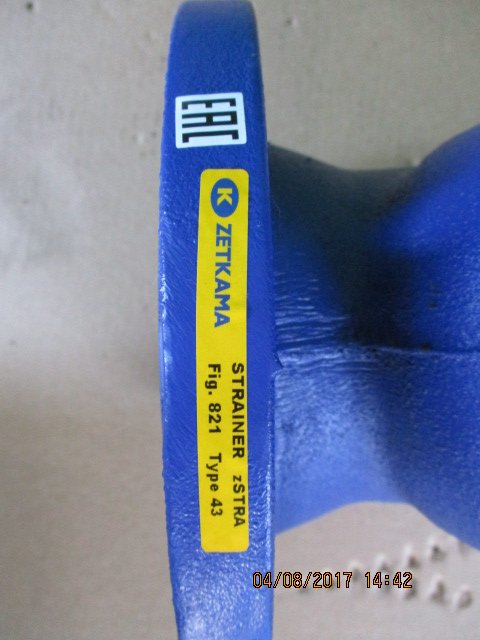 EAC
K ZETKAMA
STRAINER zSTRA
Fig. 821 Type 43
04/08/2017 14:42